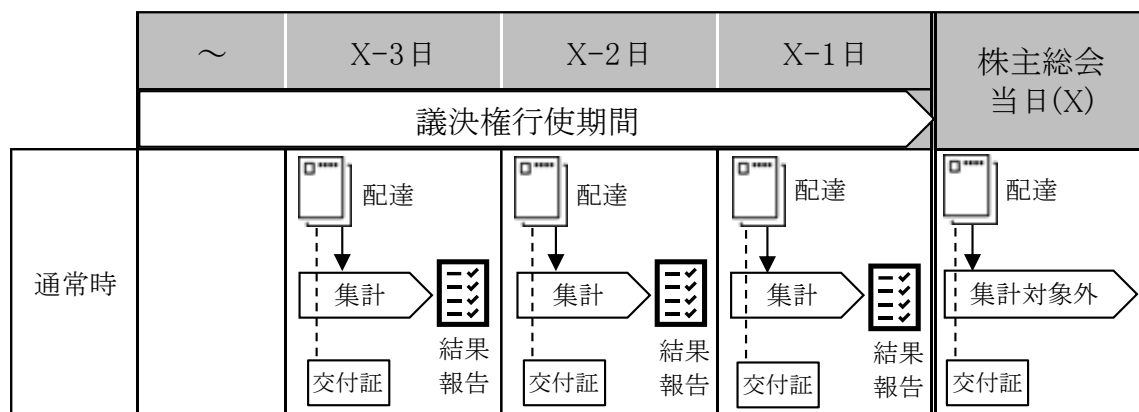 ～
X-3日
X-2日
X-1日
株主総会
当日(X)
議決権行使期間
通常時
配達
集計
結果
報告
交付証
配達
集計
結果
報告
交付証
配達
集計
結果
報告
交付証
配達
集計対象外
交付証